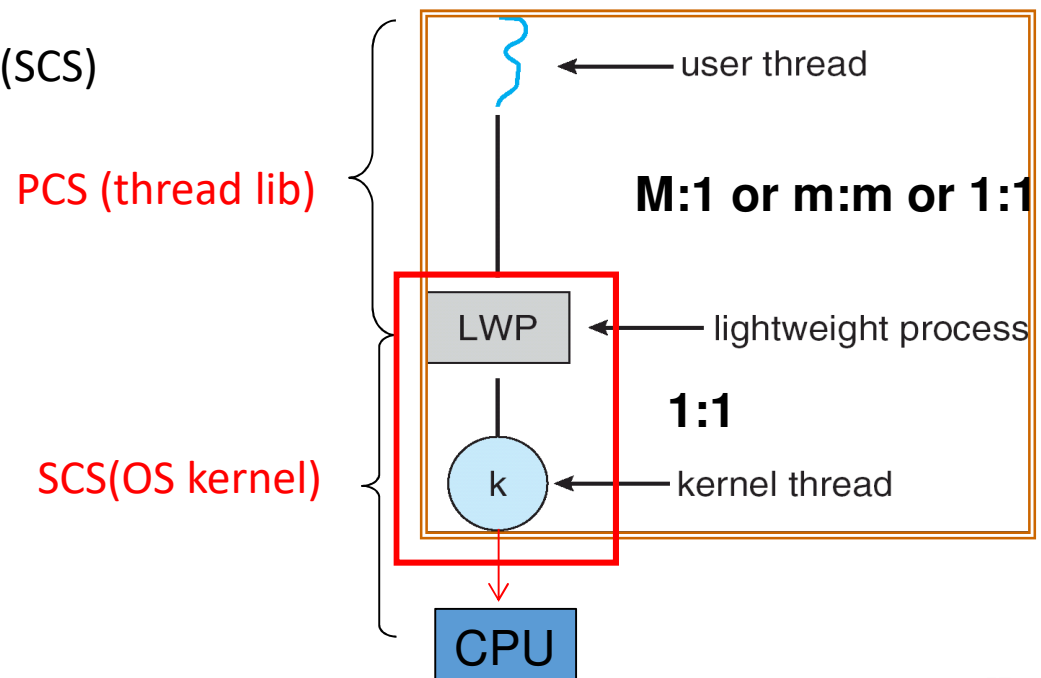 (SCS)
user thread
PCS (thread lib)
M:1 or m:m or 1:1
LWP
lightweight process
1:1
SCS(OS kernel)
k
kernel thread
CPU